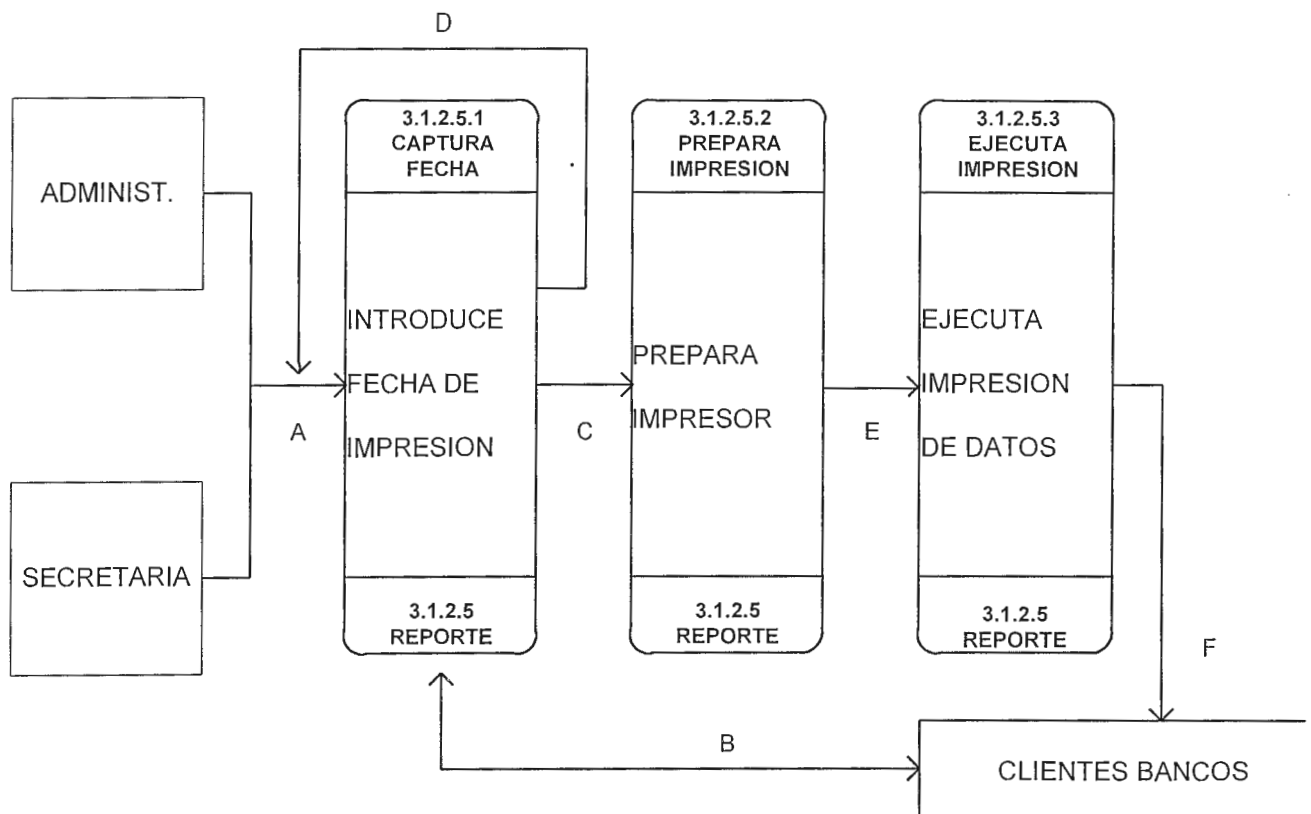 D
ADMINIST.
SECRETARIA
A
3.1.2.5.1
CAPTURA
FECHA
INTRODUCE
FECHA DE
IMPRESION
3.1.2.5
REPORTE
C
3.1.2.5.2
PREPARA
IMPRESION
PREPARA
IMPRESOR
3.1.2.5
REPORTE
E
3.1.2.5.3
EJECUTA
IMPRESION
EJECUTA
IMPRESION
DE DATOS
3.1.2.5
REPORTE
F
B
CLIENTES BANCOS